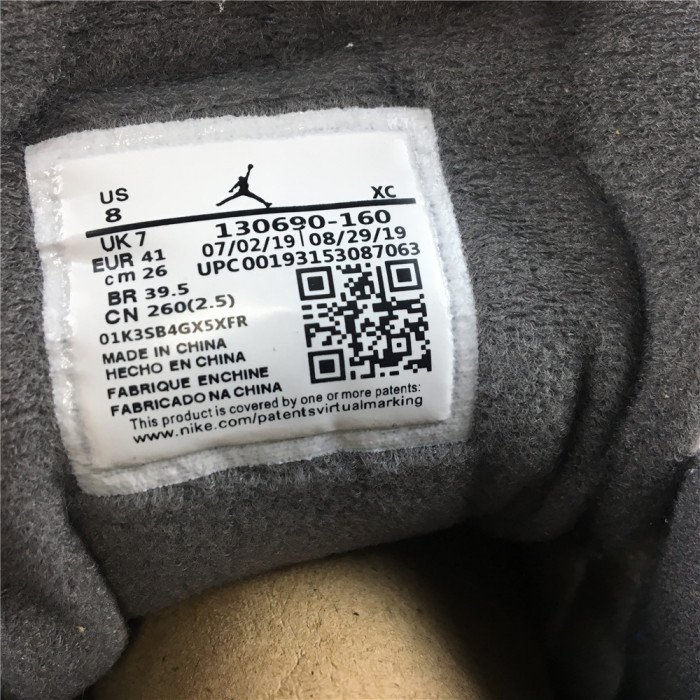 US
8
XC
UK 7
130690-160
EUR 41
07/02/19 08/29/19
cm 26
UPC00193153087063
BR 39.5
CN 260(2.5)
01K3SB4GX5XFR
MADE IN CHINA
HECHO EN CHINA
FABRIQUE ENCHINE
FABRICADO NA CHINA
This product is covered by one or more patents:
www.nike.com/patentsvirtualmarking